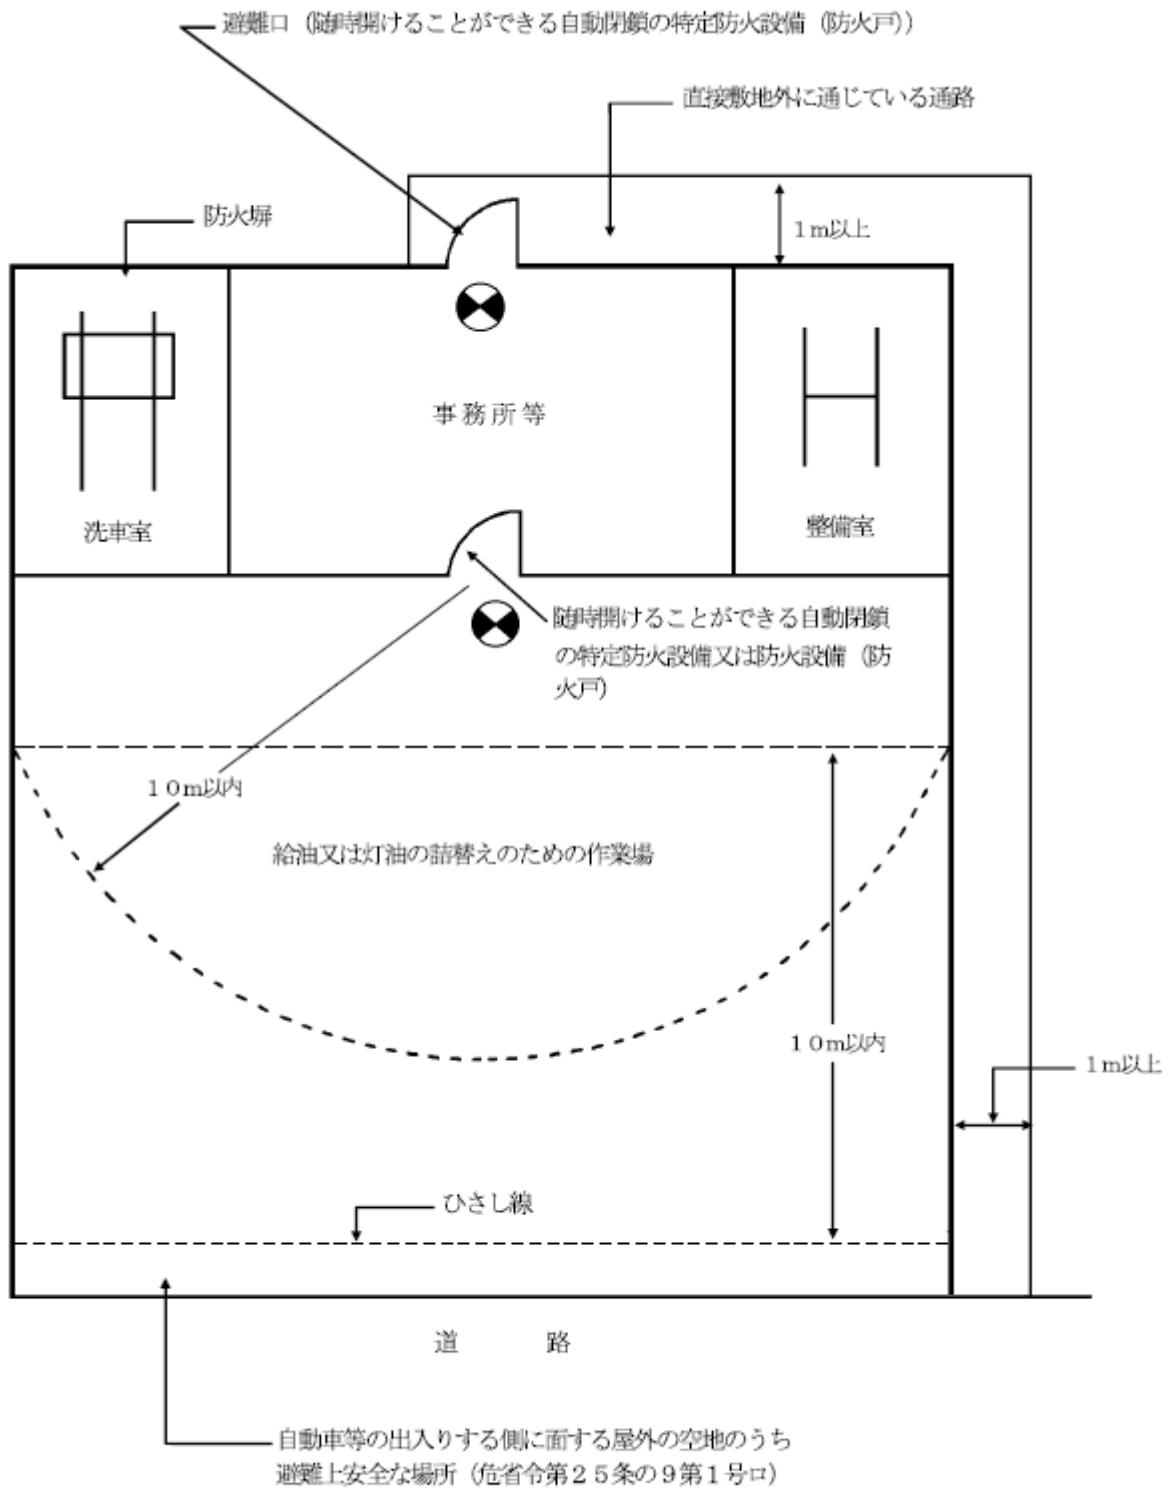 避難口（随時開けることができる自動閉鎖の特定防火設備（防火戸））
直接敷地外に通じている通路
防火塀
１m以上
事務所等
洗車室
整備室
随時開けることができる自動閉鎖
の特定防火設備又は防火設備（防
火戸）
１０m以内
給油又は灯油の詰替えのための作業場
１０m以内
１m以上
ひさし線
道　　路
自動車等の出入りする側に面する屋外の空地のうち
避難上安全な場所（危省令第２５条の９第１号ロ）